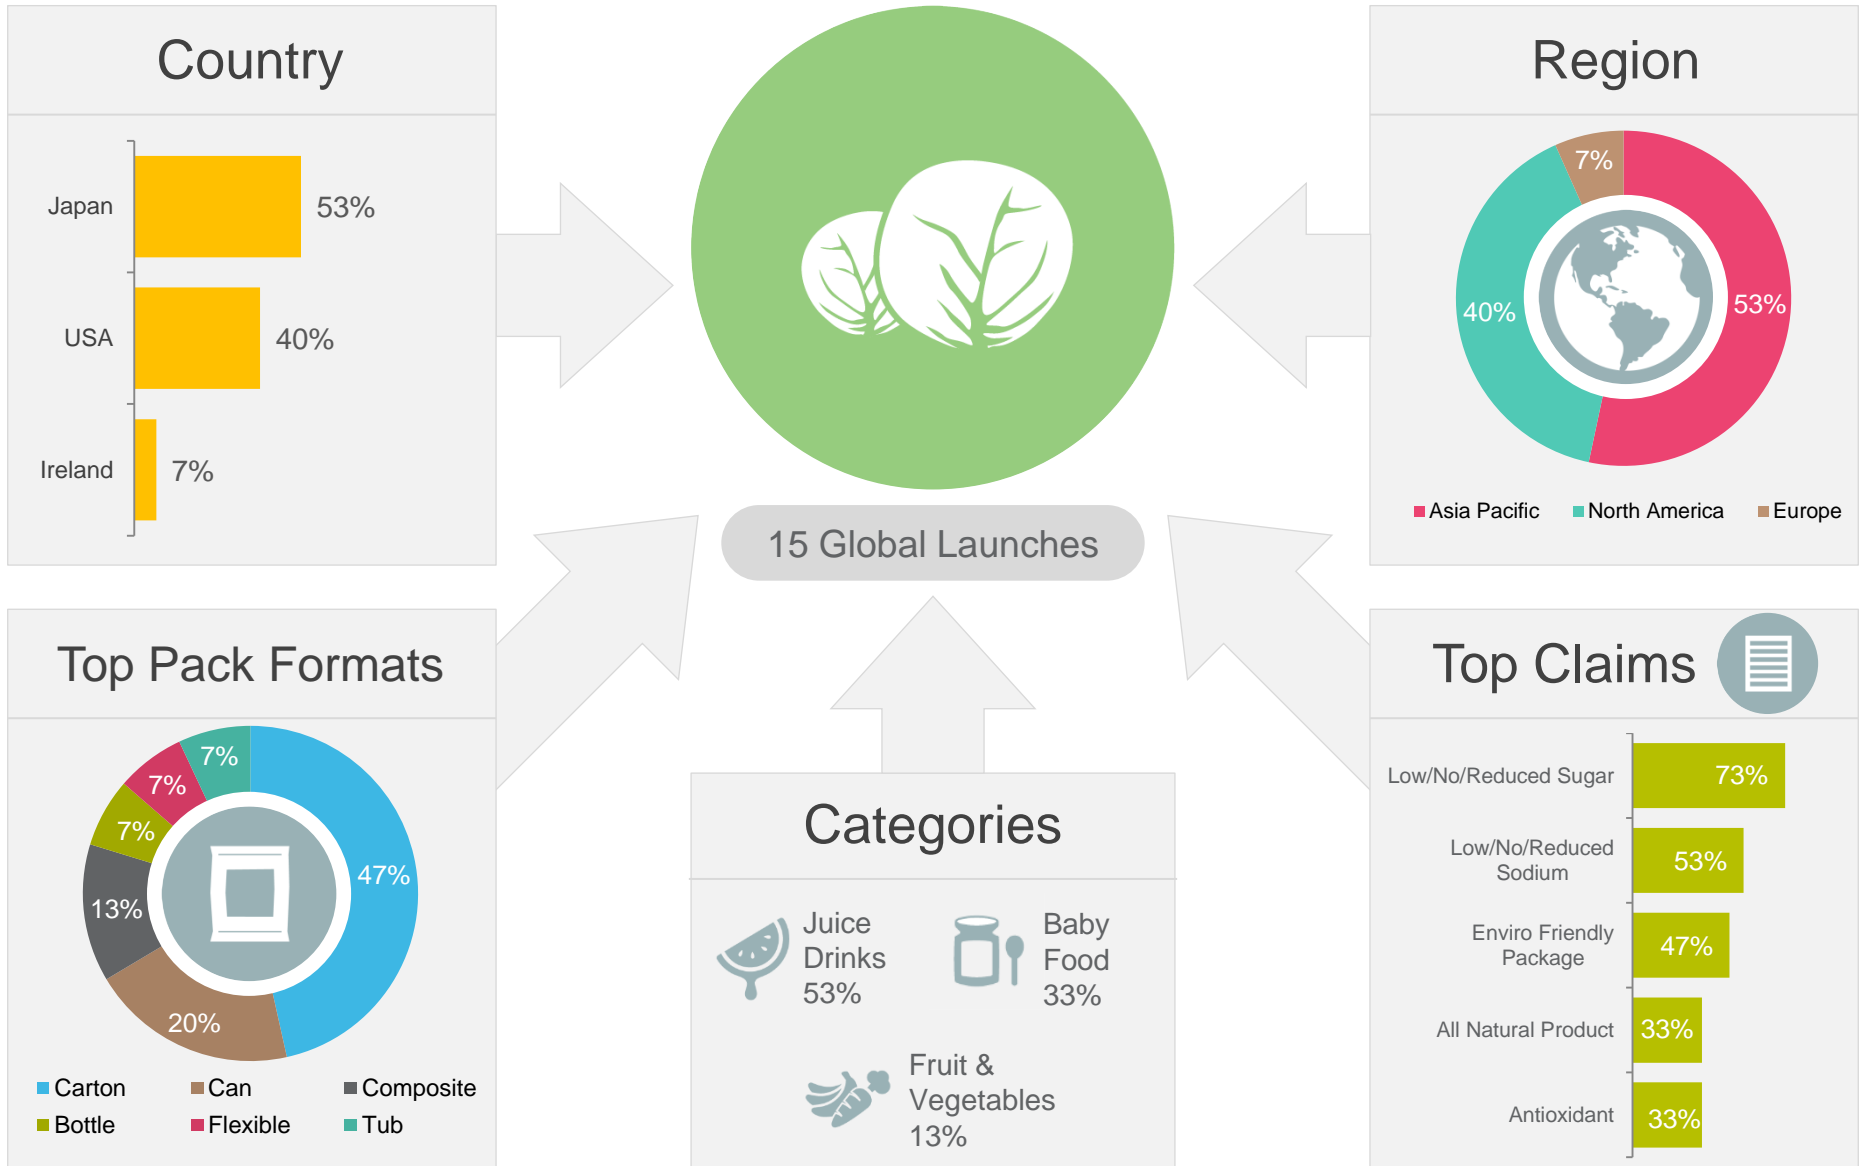 Country
Japan
53%
USA
40%
Ireland
7%
15 Global Launches
Region
7%
40%
53%
Asia Pacific
North America
Europe
Top Pack Formats
7%
7%
7%
47%
13%
20%
Carton
Can
Composite
Bottle
Flexible
Tub
Categories
Juice
Drinks
53%
Baby
Food
33%
Fruit &
Vegetables
13%
Top Claims
Low/No/Reduced Sugar
73%
Low/No/Reduced
Sodium
53%
Enviro Friendly
Package
47%
All Natural Product
33%
Antioxidant
33%